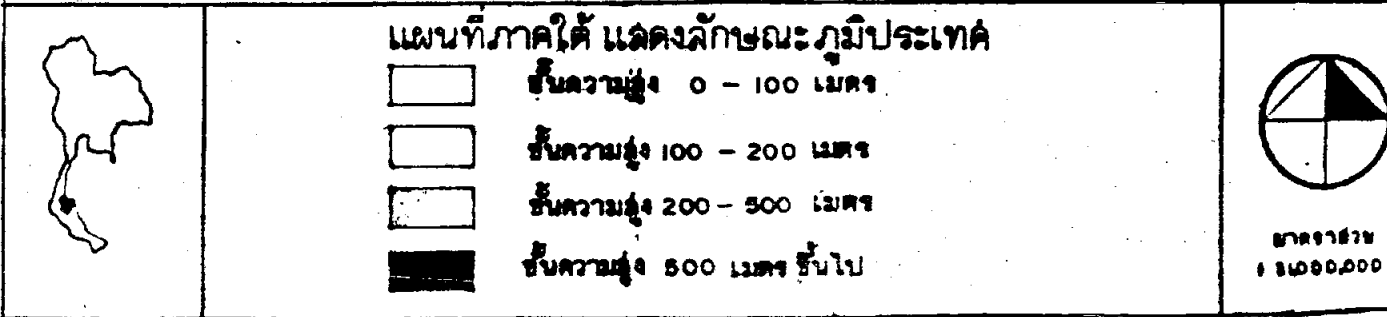 แผนที่ภาคใต้ แสดงลักษณะภูมิประเทศ
ชั้นความสูง 0 - 100 เมตร
ชั้นความสูง 100 - 200 เมตร
ชั้นความสูง 200 - 500 เมตร
ชั้นความสูง 500 เมตร ขึ้นไป
มาตราส่วน